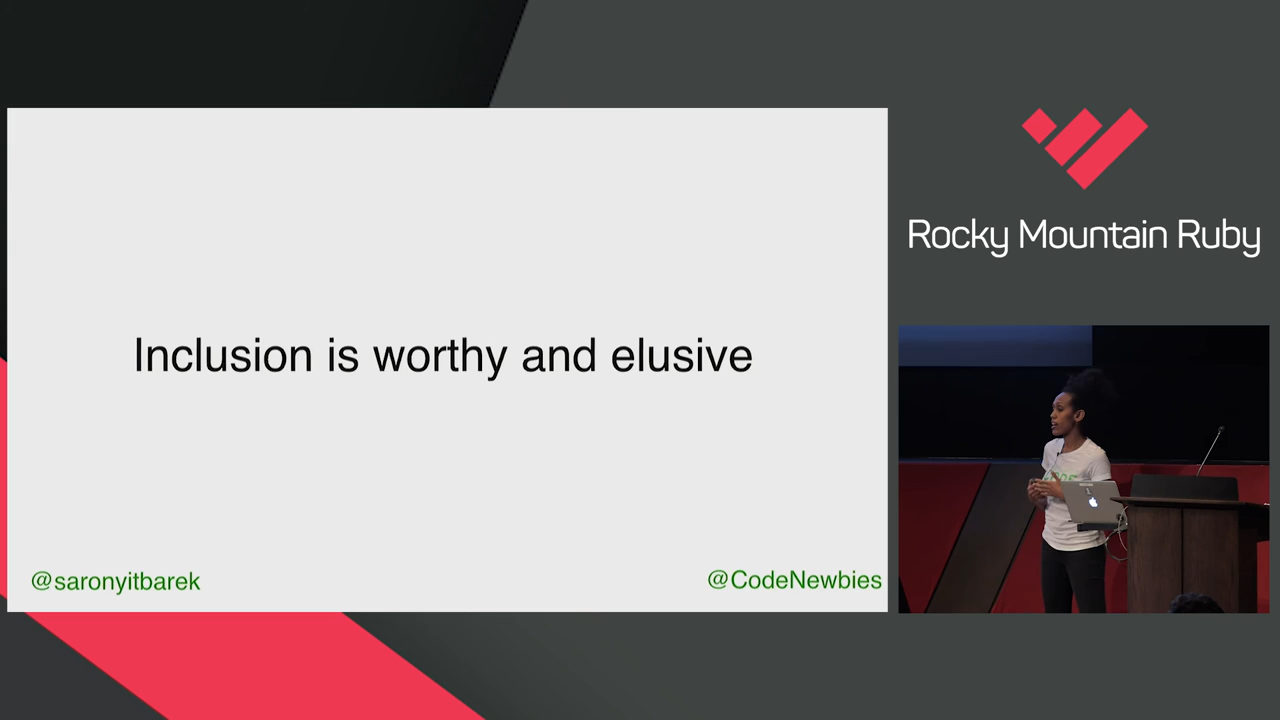 Inclusion is worthy and elusive
@saronyitbarek
@CodeNewbies
Rocky Mountain Ruby